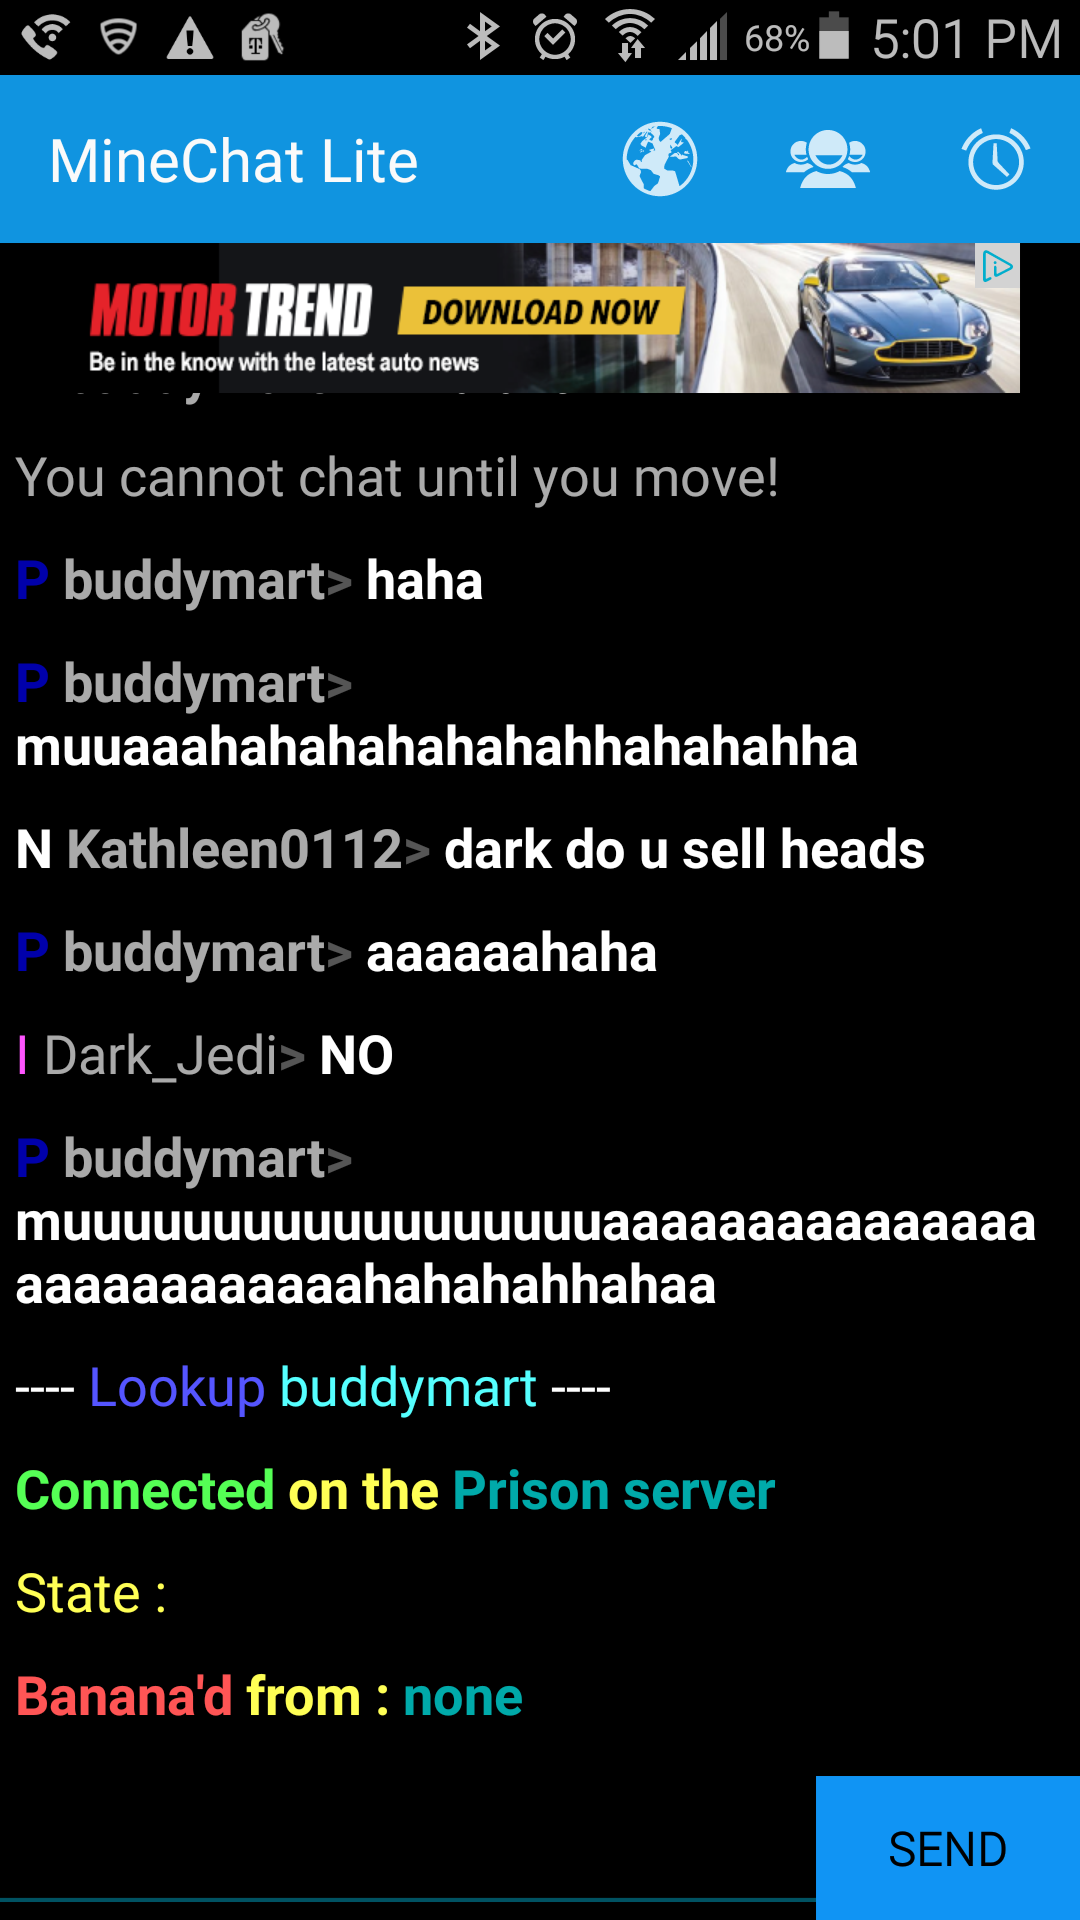 68% 5:01 PM
MineChat Lite
MOTOR TREND DOWNLOAD NOW
Be in the know with the latest auto news
You cannot chat until you move!
P buddymart> haha
P buddymart>
muuaaahahahahahahahhahahahha
N Kathleen0112> dark do u sell heads
P buddymart> aaaaaahaha
I Dark_Jedi> NO
P buddymart>
muuuuuuuuuuuuuuuuuuaaaaaaaaaaaaaaa
aaaaaaaaaaaahahahahhahaa
---- Lookup buddymart ----
Connected on the Prison server
State :
Banana'd from : none
SEND